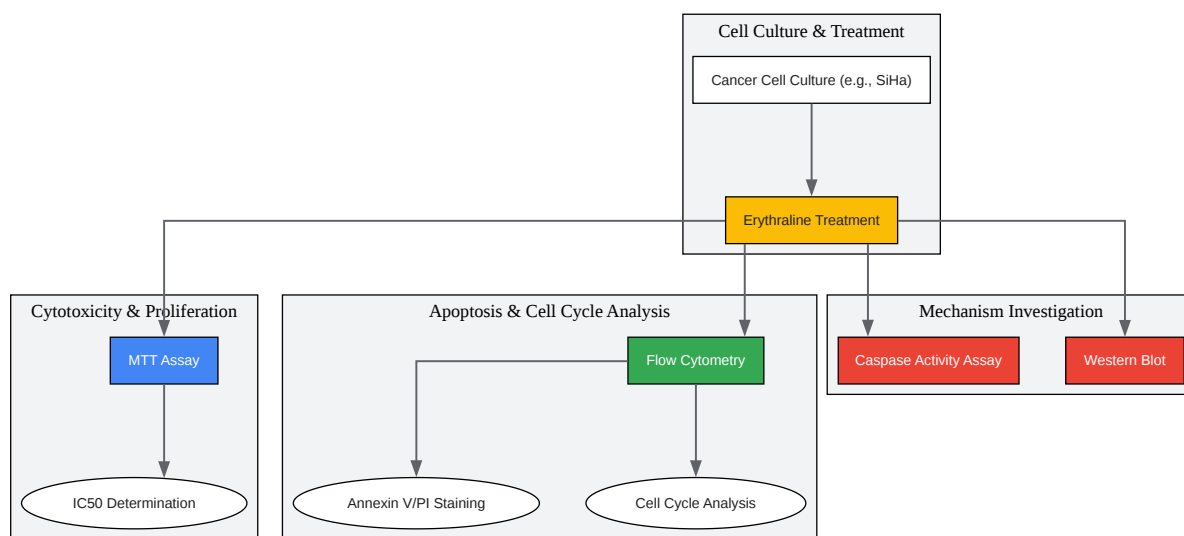 Cell Culture & Treatment
Cancer Cell Culture (e.g., SiHa)
Erythraline Treatment
Cytotoxicity & Proliferation
Apoptosis & Cell Cycle Analysis
Mechanism Investigation
MTT Assay
Flow Cytometry
Caspase Activity Assay
Western Blot
IC50 Determination
Annexin V/PI Staining
Cell Cycle Analysis